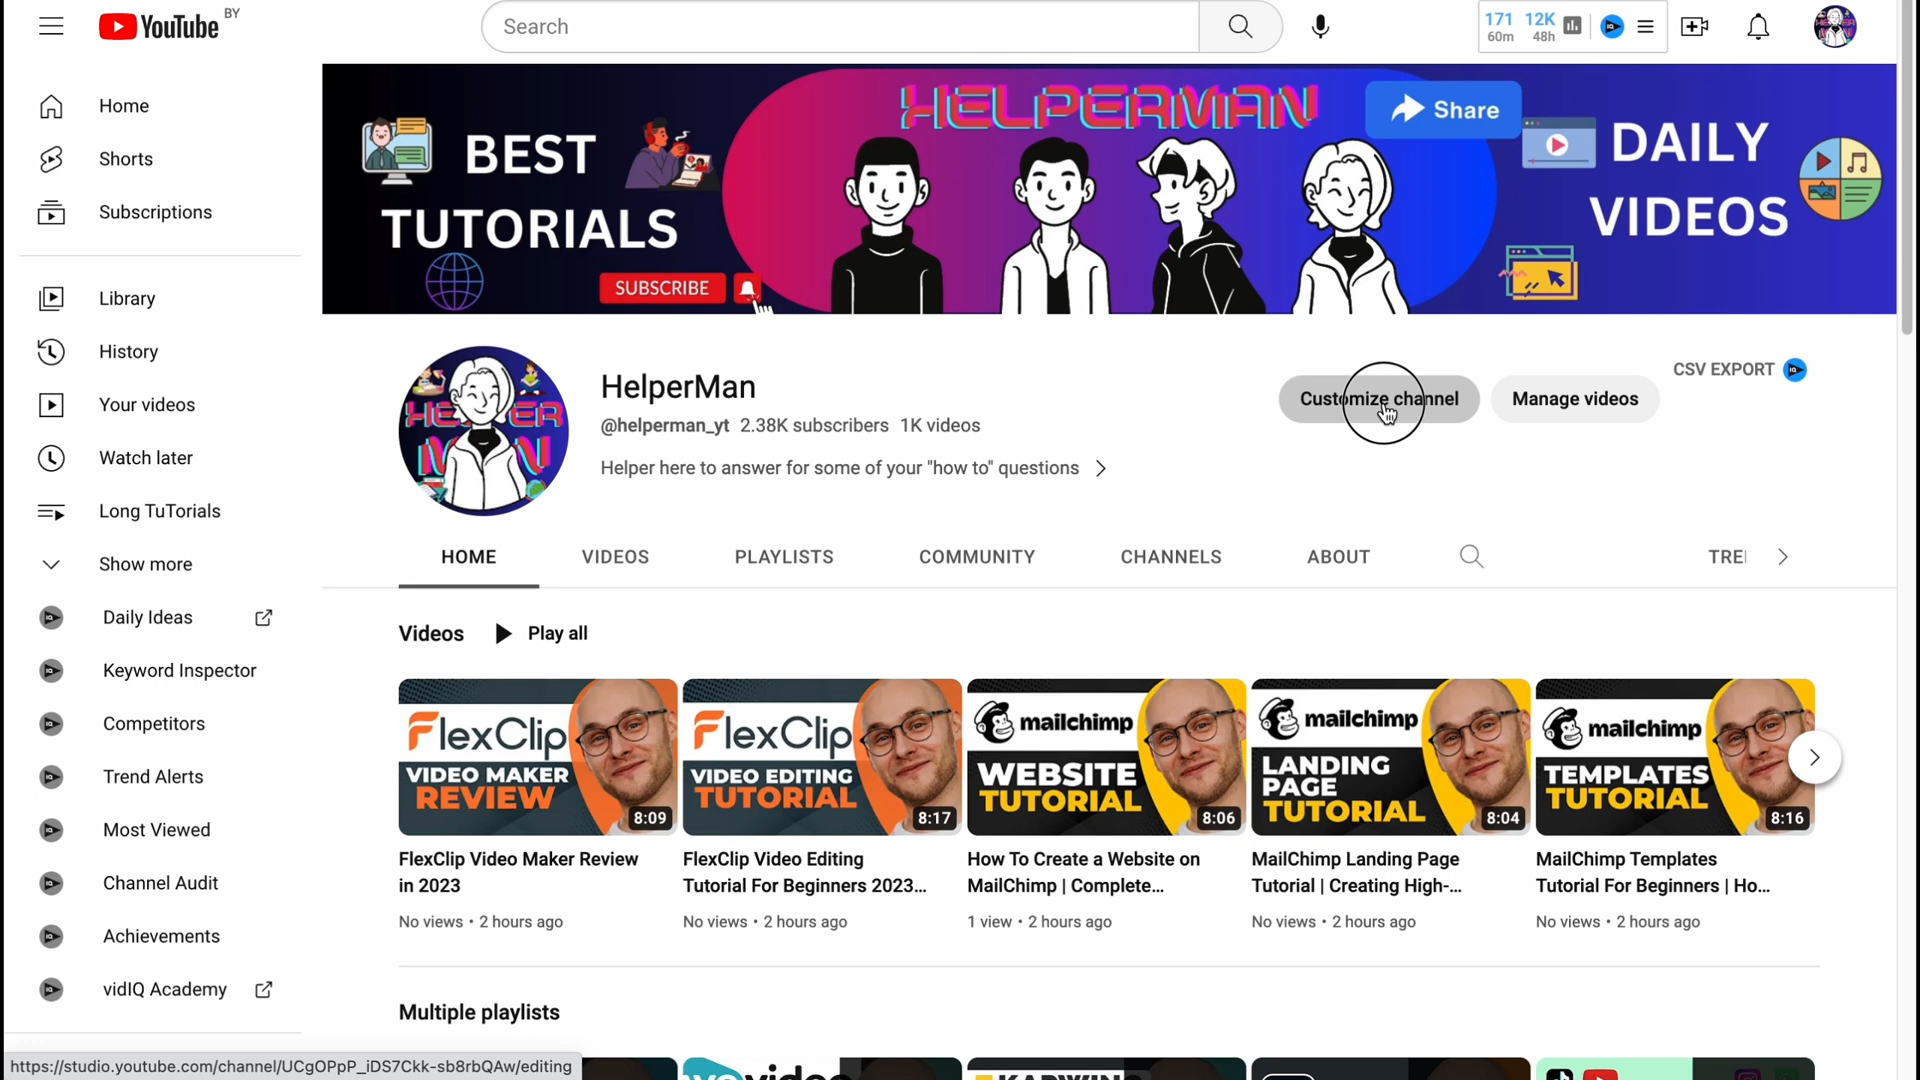 YouTube BY
Search
171 12K
60m 48h
Home
Shorts
Subscriptions
Library
History
Your videos
Watch later
Long TuTorials
Show more
Daily Ideas
Keyword Inspector
Competitors
Trend Alerts
Most Viewed
Channel Audit
Achievements
vidIQ Academy
https://studio.youtube.com/channel/UCgOPpP_iDS7Ckk-sb8rbQAw/editing
BEST
TUTORIALS
SUBSCRIBE
HELPERMAN
Share
DAILY
VIDEOS
HELPER
MAN
HelperMan
@helperman_yt 2.38K subscribers 1K videos
Helper here to answer for some of your "how to" questions
Customize channel
Manage videos
CSV EXPORT
HOME VIDEOS PLAYLISTS COMMUNITY CHANNELS ABOUT
Videos Play all
FlexClip
VIDEO MAKER
REVIEW
8:09
FlexClip Video Maker Review
in 2023
No views • 2 hours ago
FlexClip
VIDEO EDITING
TUTORIAL
8:17
FlexClip Video Editing
Tutorial For Beginners 2023...
No views • 2 hours ago
mailchimp
WEBSITE
TUTORIAL
8:06
How To Create a Website on
MailChimp | Complete...
1 view • 2 hours ago
mailchimp
LANDING
PAGE
TUTORIAL
8:04
MailChimp Landing Page
Tutorial | Creating High-...
No views • 2 hours ago
mailchimp
TEMPLATES
TUTORIAL
8:16
MailChimp Templates
Tutorial For Beginners | Ho...
No views • 2 hours ago
Multiple playlists